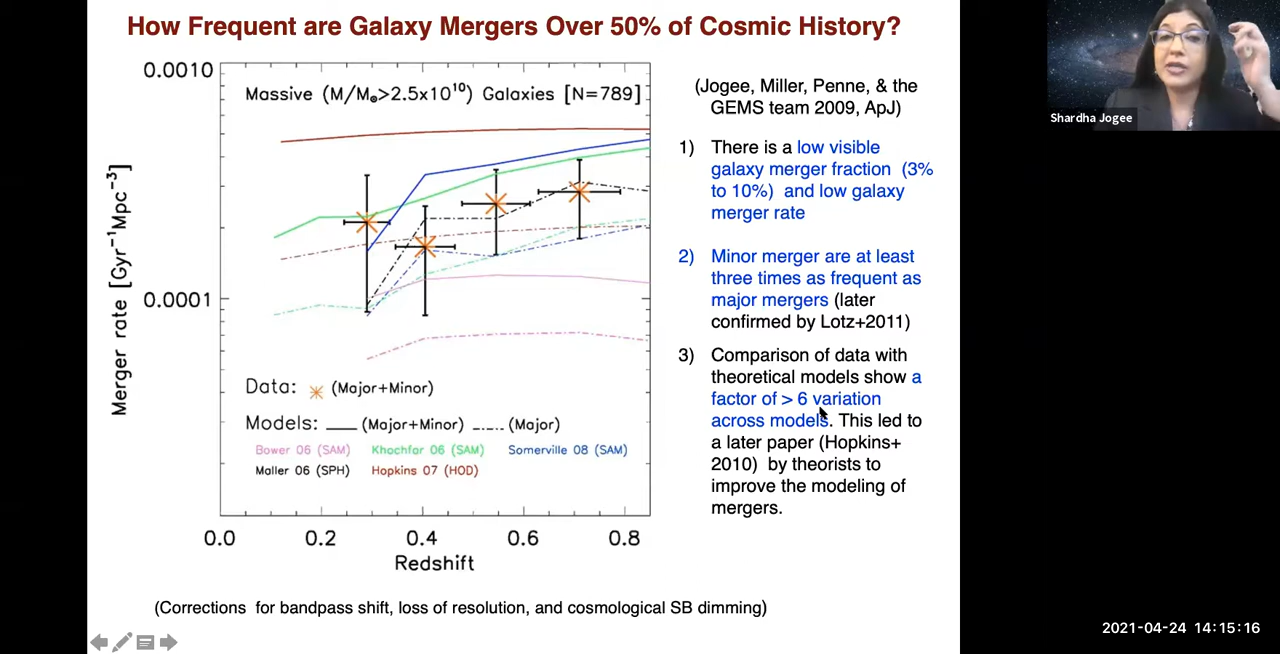 How Frequent are Galaxy Mergers Over 50% of Cosmic History?
0.0010
Massive (M/M⊙>2.5x10¹⁰) Galaxies [N=789]
Merger rate [Gyr⁻¹Mpc⁻³]
0.0001
Data: (Major+Minor)
Models: (Major+Minor) (Major)
Bower 06 (SAM) Khochfar 06 (SAM) Somerville 08 (SAM)
Maller 06 (SPH) Hopkins 07 (HOD)
0.0 0.2 0.4 0.6 0.8
Redshift
(Corrections for bandpass shift, loss of resolution, and cosmological SB dimming)
(Jogee, Miller, Penne, & the
GEMS team 2009, ApJ)
1) There is a low visible
galaxy merger fraction (3%
to 10%) and low galaxy
merger rate
2) Minor merger are at least
three times as frequent as
major mergers (later
confirmed by Lotz+2011)
3) Comparison of data with
theoretical models show a
factor of > 6 variation
across models. This led to
a later paper (Hopkins+
2010) by theorists to
improve the modeling of
mergers.
Shardha Jogee
2021-04-24 14:15:16